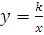 y = k/x